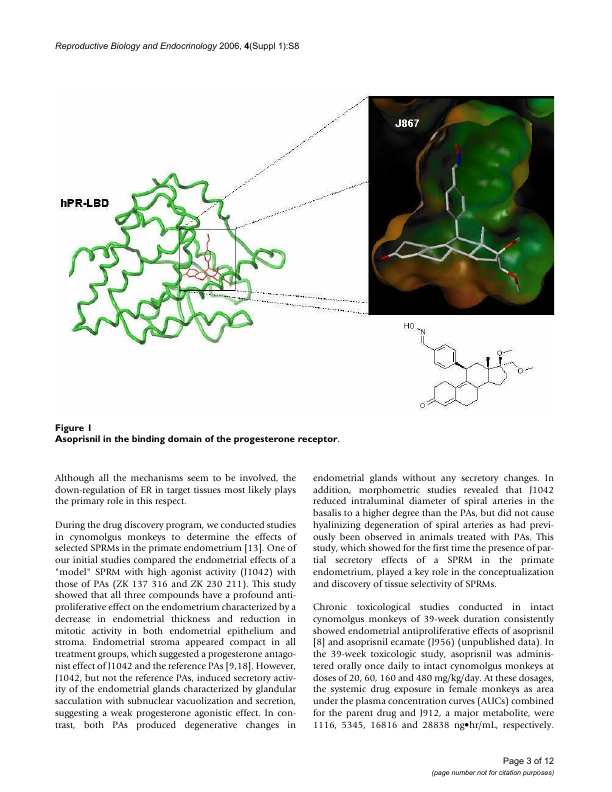 Reproductive Biology and Endocrinology 2006, 4(Suppl 1):S8
J867
hPR-LBD
HO
N
O
O
O
Figure 1
Asoprisnil in the binding domain of the progesterone receptor.
Although all the mechanisms seem to be involved, the
down-regulation of ER in target tissues most likely plays
the primary role in this respect.
During the drug discovery program, we conducted studies
in cynomolgus monkeys to determine the effects of
selected SPRMs in the primate endometrium [13]. One of
our initial studies compared the endometrial effects of a
"model" SPRM with high agonist activity (J1042) with
those of PAs (ZK 137 316 and ZK 230 211). This study
showed that all three compounds have a profound anti-
proliferative effect on the endometrium characterized by a
decrease in endometrial thickness and reduction in
mitotic activity in both endometrial epithelium and
stroma. Endometrial stroma appeared compact in all
treatment groups, which suggested a progesterone antago-
nist effect of J1042 and the reference PAs [9,18]. However,
J1042, but not the reference PAs, induced secretory activ-
ity of the endometrial glands characterized by glandular
sacculation with subnuclear vacuolization and secretion,
suggesting a weak progesterone agonistic effect. In con-
trast, both PAs produced degenerative changes in
endometrial glands without any secretory changes. In
addition, morphometric studies revealed that J1042
reduced intraluminal diameter of spiral arteries in the
basalis to a higher degree than the PAs, but did not cause
hyalinizing degeneration of spiral arteries as had previ-
ously been observed in animals treated with PAs. This
study, which showed for the first time the presence of par-
tial secretory effects of a SPRM in the primate
endometrium, played a key role in the conceptualization
and discovery of tissue selectivity of SPRMs.
Chronic toxicological studies conducted in intact
cynomolgus monkeys of 39-week duration consistently
showed endometrial antiproliferative effects of asoprisnil
[8] and asoprisnil ecamate (J956) (unpublished data). In
the 39-week toxicologic study, asoprisnil was adminis-
tered orally once daily to intact cynomolgus monkeys at
doses of 20, 60, 160 and 480 mg/kg/day. At these dosages,
the systemic drug exposure in female monkeys as area
under the plasma concentration curves (AUCs) combined
for the parent drug and J912, a major metabolite, were
1116, 5345, 16816 and 28838 ng•hr/mL, respectively.
Page 3 of 12
(page number not for citation purposes)